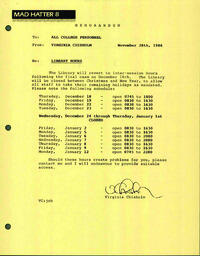 MAD HATTER 8
MEMORANDUM
To: ALL COLLEGE PERSONNEL
From: VIRGINIA CHISHOLM November 28th, 1986
Re: LIBRARY HOURS
The Library will revert to inter-session hours
following the final exam on December 18th. The Library
will be closed between Christmas and New Year, to allow
all staff to take their remaining holidays as mandated.
Please note the following schedule:
Thursday, December 18 - open 0745 to 1800
Friday, December 19 - open 0830 to 1630
Monday, December 22 - open 0830 to 1630
Tuesday, December 23 - open 0830 to 1630
Wednesday, December 24 through Thursday, January 1st
CLOSED
Friday, January 2 - open 0830 to 1630
Monday, January 5 - open 0830 to 1630
Tuesday, January 6 - open 0830 to 1630
Wednesday, January 7 - open 0830 to 1630
Thursday, January 8 - open 0830 to 1630
Friday, January 9 - open 0830 to 1630
Monday, January 12 - open 0745 to 2200
Should these hours create problems for you, please
contact me and I will endeavour to provide suitable
access.
Virginia Chisholm
VC:job